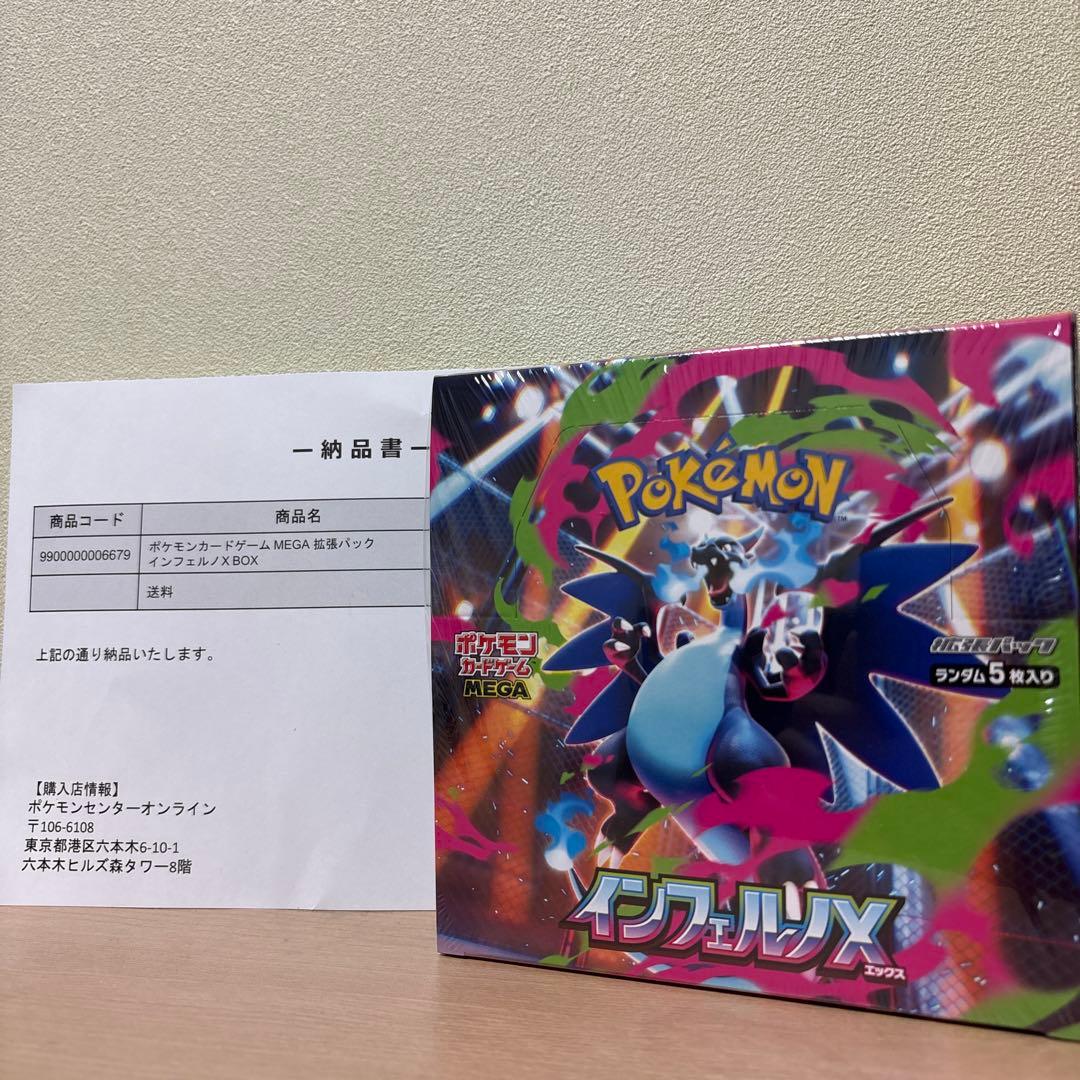 ー納品書ー
商品コード
商品名
9900000006679
ポケモンカードゲーム MEGA 拡張パック
インフェルノX BOX
送料
上記の通り納品いたします。
【購入店情報】
ポケモンセンターオンライン
〒106-6108
東京都港区六本木6-10-1
六本木ヒルズ森タワー8階
POKéMON
TM
ポケモン
カードゲーム
MEGA
拡張パック
ランダム5枚入り
インフェルノX
エックス